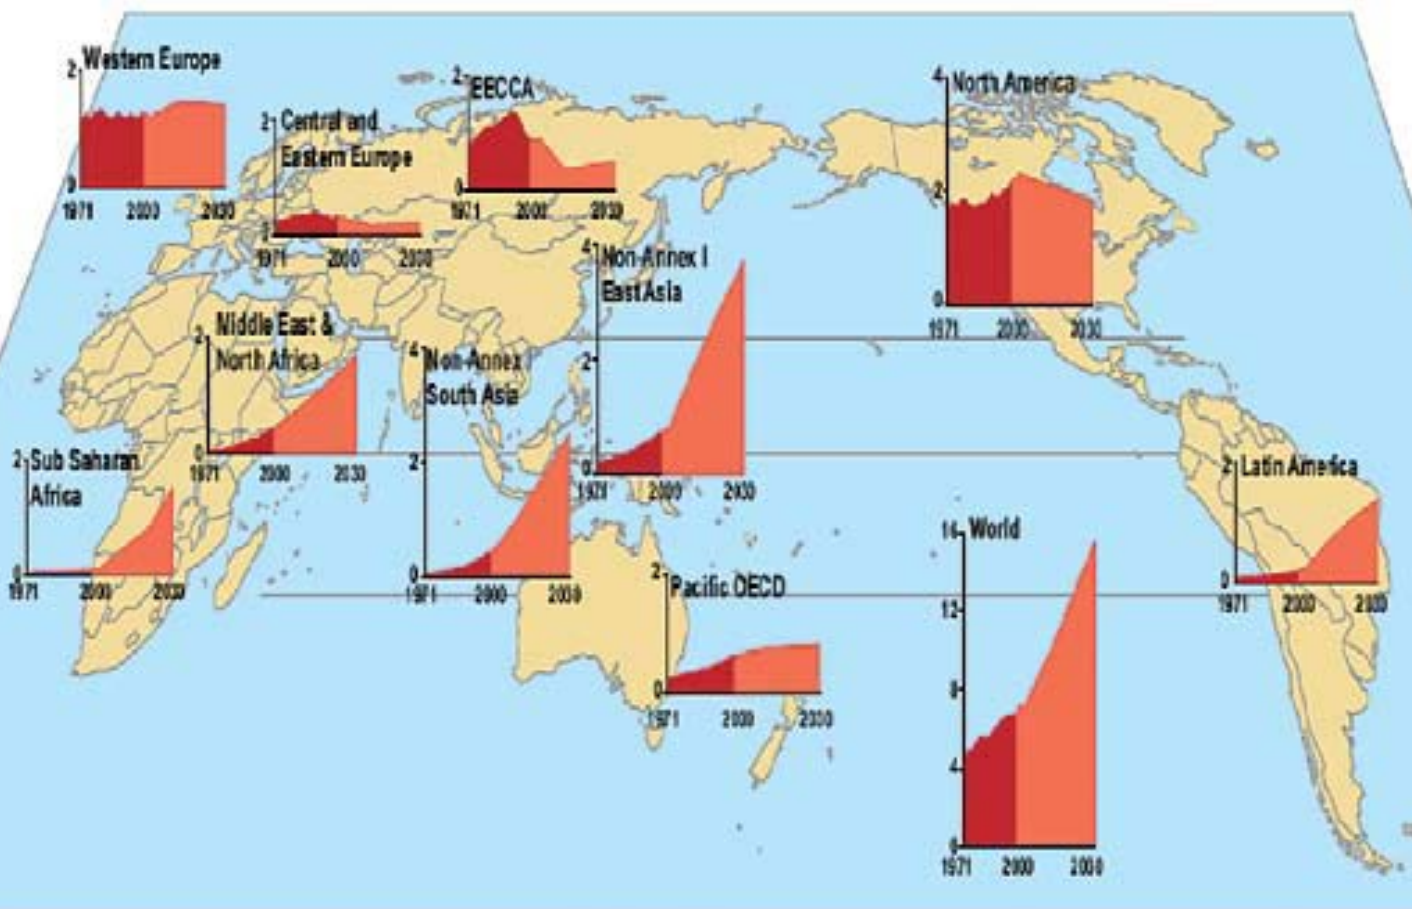 Western Europe
2
0
1971 2000 2030
Central and
Eastern Europe
2
0
1971 2000 2030
EECCA
2
0
1971 2000 2030
North America
4
2
0
1971 2000 2030
Non-Annex I
East Asia
4
2
0
1971 2000 2030
Middle East &
North Africa
2
0
1971 2000 2030
Non-Annex I
South Asia
4
2
0
1971 2000 2030
Sub Saharan
Africa
2
0
1971 2000 2030
Latin America
2
0
1971 2000 2030
Pacific OECD
2
0
1971 2000 2030
World
16
12
8
4
0
1971 2000 2030